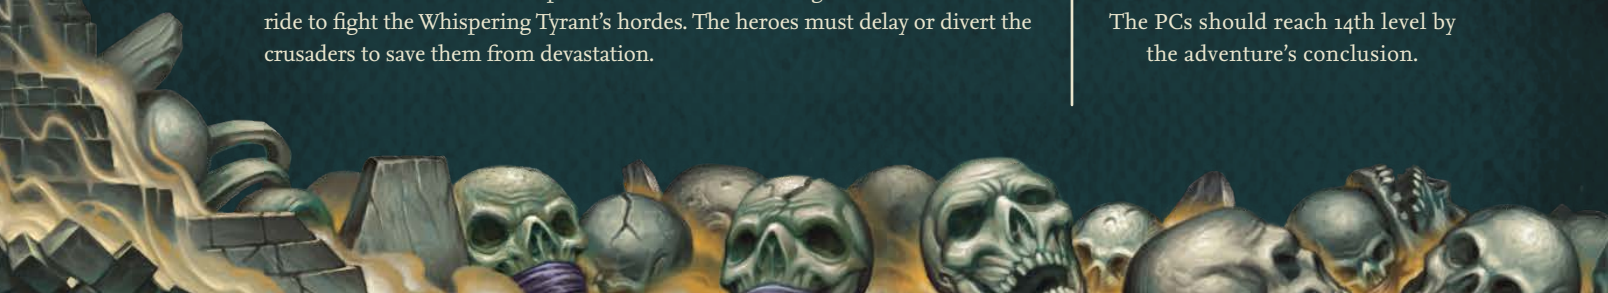 ride to fight the Whispering Tyrant's hordes. The heroes must delay or divert the
crusaders to save them from devastation.
The PCs should reach 14th level by
the adventure's conclusion.